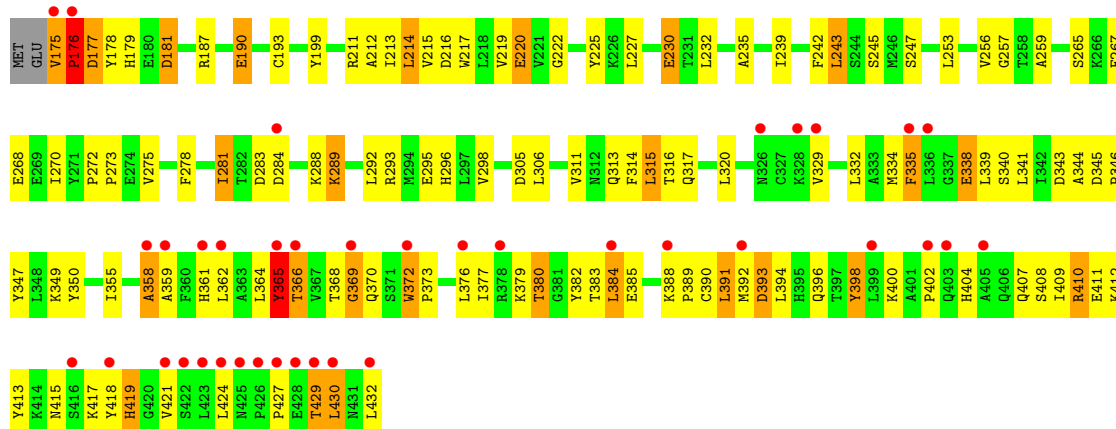 MET GLU V175 P176 D177 Y178 H179 E180 D181 R187 E190 C193 Y199 R211 A212 I213 L214 V215 D216 W217 L218 V219 E220 V221 G222 Y225 K226 L227 E230 T231 L232 A235 I239 F242 L243 S244 S245 M246 S247 L253 V256 G257 T258 A259 S265 K266 F267
E268 E269 I270 Y271 P272 P273 E274 V275 F278 I281 T282 D283 D284 K288 K289 L292 R293 M294 E295 H296 L297 V298 D305 L306 V311 N312 Q313 F314 L315 T316 Q317 L320 N326 C327 K328 V329 L332 A333 M334 F335 L336 G337 E338 L339 S340 L341 I342 D343 A344 D345 P346
Y347 L348 K349 Y350 I355 A358 A359 F360 H361 L362 A363 L364 Y365 T366 V367 T368 G369 Q370 S371 W372 P373 L376 I377 R378 K379 T380 G381 Y382 T383 L384 E385 K388 P389 C390 L391 M392 D393 L394 H395 Q396 T397 Y398 L399 K400 A401 P402 Q403 H404 A405 Q406 Q407 S408 I409 R410 E411 K412
Y413 K414 N415 S416 K417 Y418 H419 G420 V421 S422 L423 L424 N425 P426 P427 E428 T429 L430 N431 L432